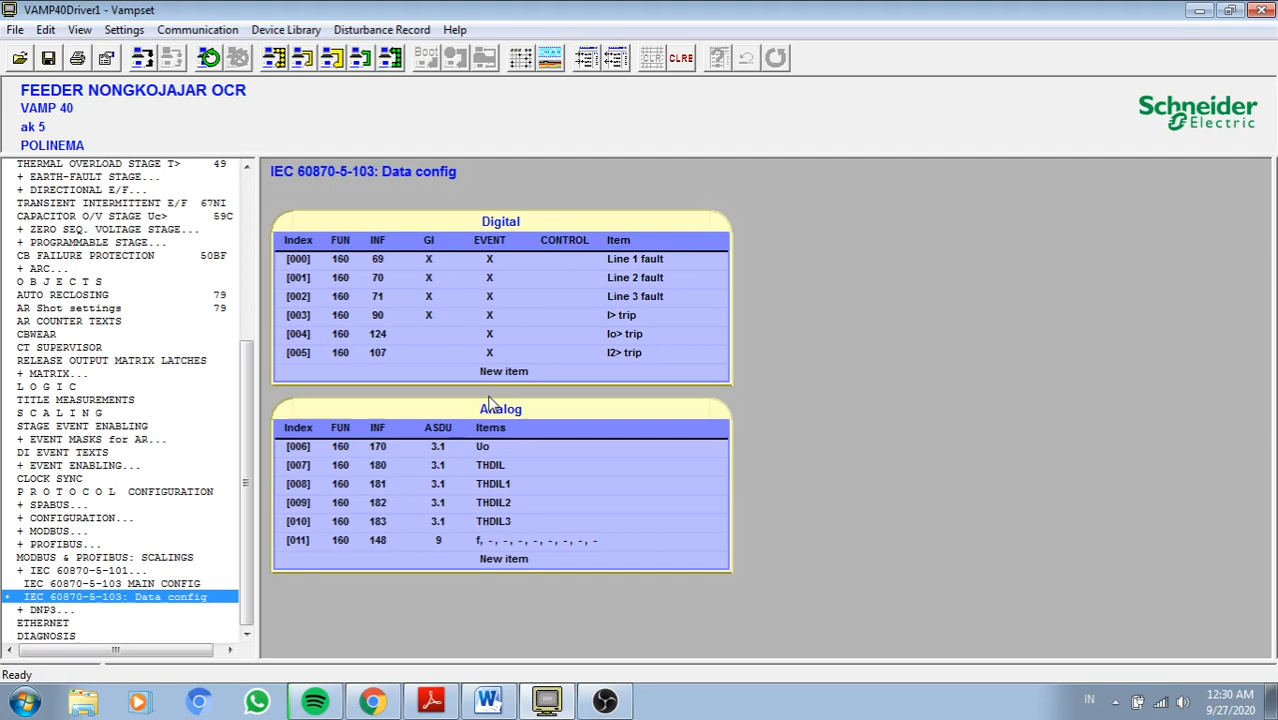 VAMP40Driver1 - Vampset
File Edit View Settings Communication Device Library Disturbance Record Help
Boot CLR CLRE
FEEDER NONGKOJAJAR OCR
VAMP 40
ak 5
POLINEMA
Schneider
Electric
THERMAL OVERLOAD STAGE T> 49
+ EARTH-FAULT STAGE...
+ DIRECTIONAL E/F...
TRANSIENT INTERMITTENT E/F 67NI
CAPACITOR O/V STAGE Uc> 59C
+ ZERO SEQ. VOLTAGE STAGE...
+ PROGRAMMABLE STAGE...
CB FAILURE PROTECTION 50BF
+ ARC...
O B J E C T S
AUTO RECLOSING 79
AR Shot settings 79
AR COUNTER TEXTS
CBWEAR
CT SUPERVISOR
RELEASE OUTPUT MATRIX LATCHES
+ MATRIX...
L O G I C
TITLE MEASUREMENTS
S C A L I N G
STAGE EVENT ENABLING
+ EVENT MASKS for AR...
DI EVENT TEXTS
+ EVENT ENABLING...
CLOCK SYNC
P R O T O C O L CONFIGURATION
+ SPABUS...
+ CONFIGURATION...
+ MODBUS...
+ PROFIBUS...
MODBUS & PROFIBUS: SCALINGS
+ IEC 60870-5-101...
IEC 60870-5-103 MAIN CONFIG
• IEC 60870-5-103: Data config
+ DNP3...
ETHERNET
DIAGNOSIS
IEC 60870-5-103: Data config
Digital
Index FUN INF GI EVENT CONTROL Item
[000] 160 69 X X Line 1 fault
[001] 160 70 X X Line 2 fault
[002] 160 71 X X Line 3 fault
[003] 160 90 X X I> trip
[004] 160 124 X Io> trip
[005] 160 107 X I2> trip
New item
Analog
Index FUN INF ASDU Items
[006] 160 170 3.1 Uo
[007] 160 180 3.1 THDIL
[008] 160 181 3.1 THDIL1
[009] 160 182 3.1 THDIL2
[010] 160 183 3.1 THDIL3
[011] 160 148 9 f, -, -, -, -, -, -, -, -
New item
Ready
IN
12:30 AM
9/27/2020